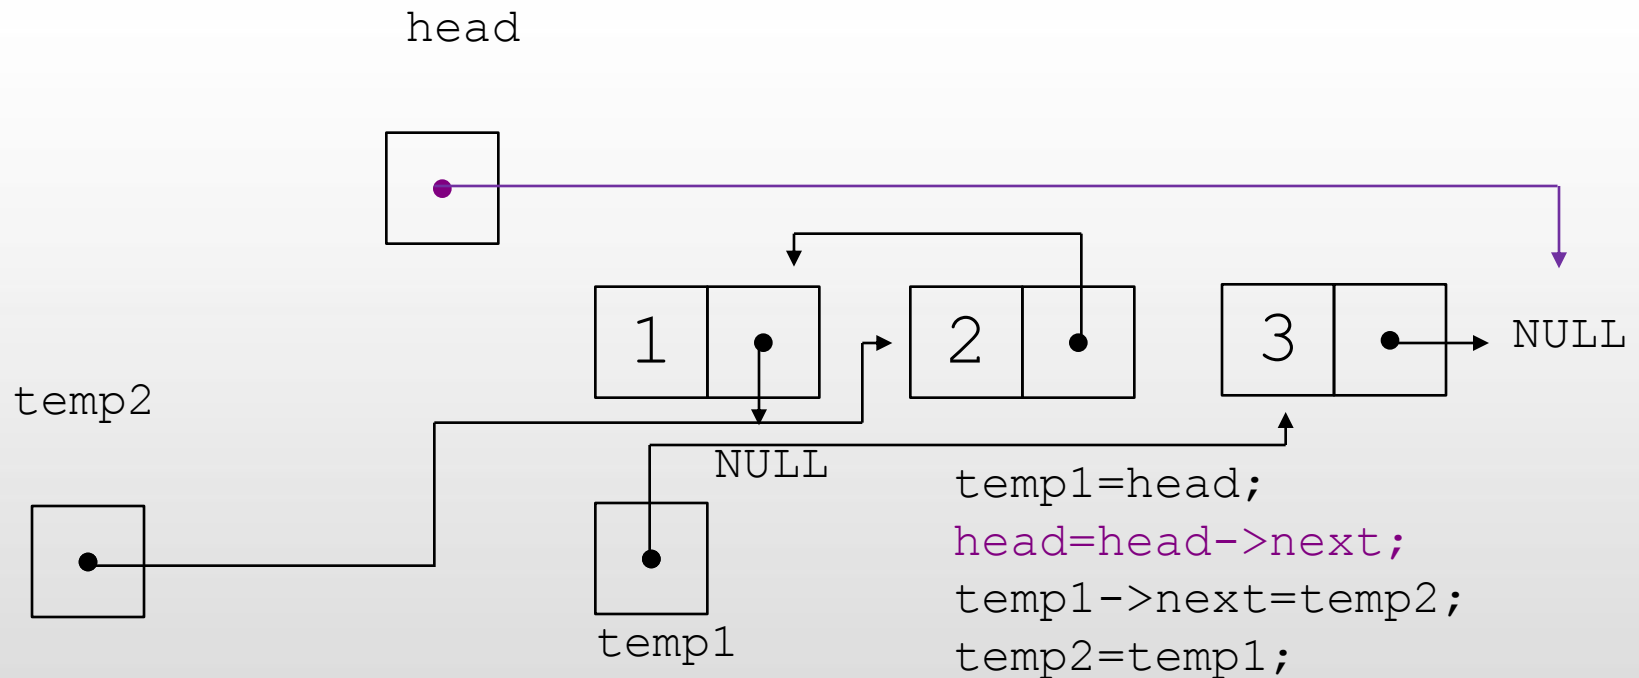 head
1
2
3
NULL
temp2
NULL
temp1=head;
head=head->next;
temp1->next=temp2;
temp2=temp1;
temp1